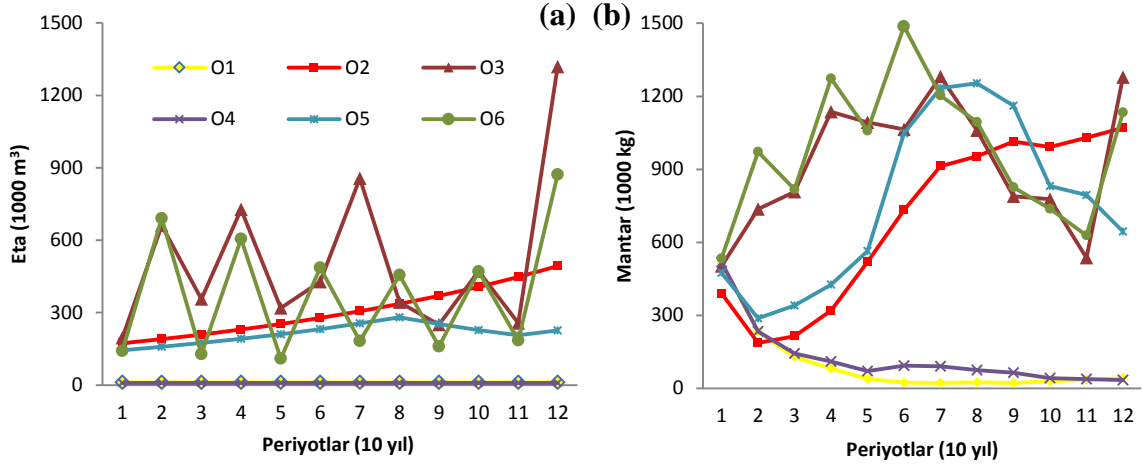 (a) (b)
1500
1200
900
600
300
0
Eta (1000 m³)
O1 O2 O3
O4 O5 O6
1 2 3 4 5 6 7 8 9 10 11 12
Periyotlar (10 yıl)
1500
1200
900
600
300
0
Mantar (1000 kg)
1 2 3 4 5 6 7 8 9 10 11 12
Periyotlar (10 yıl)